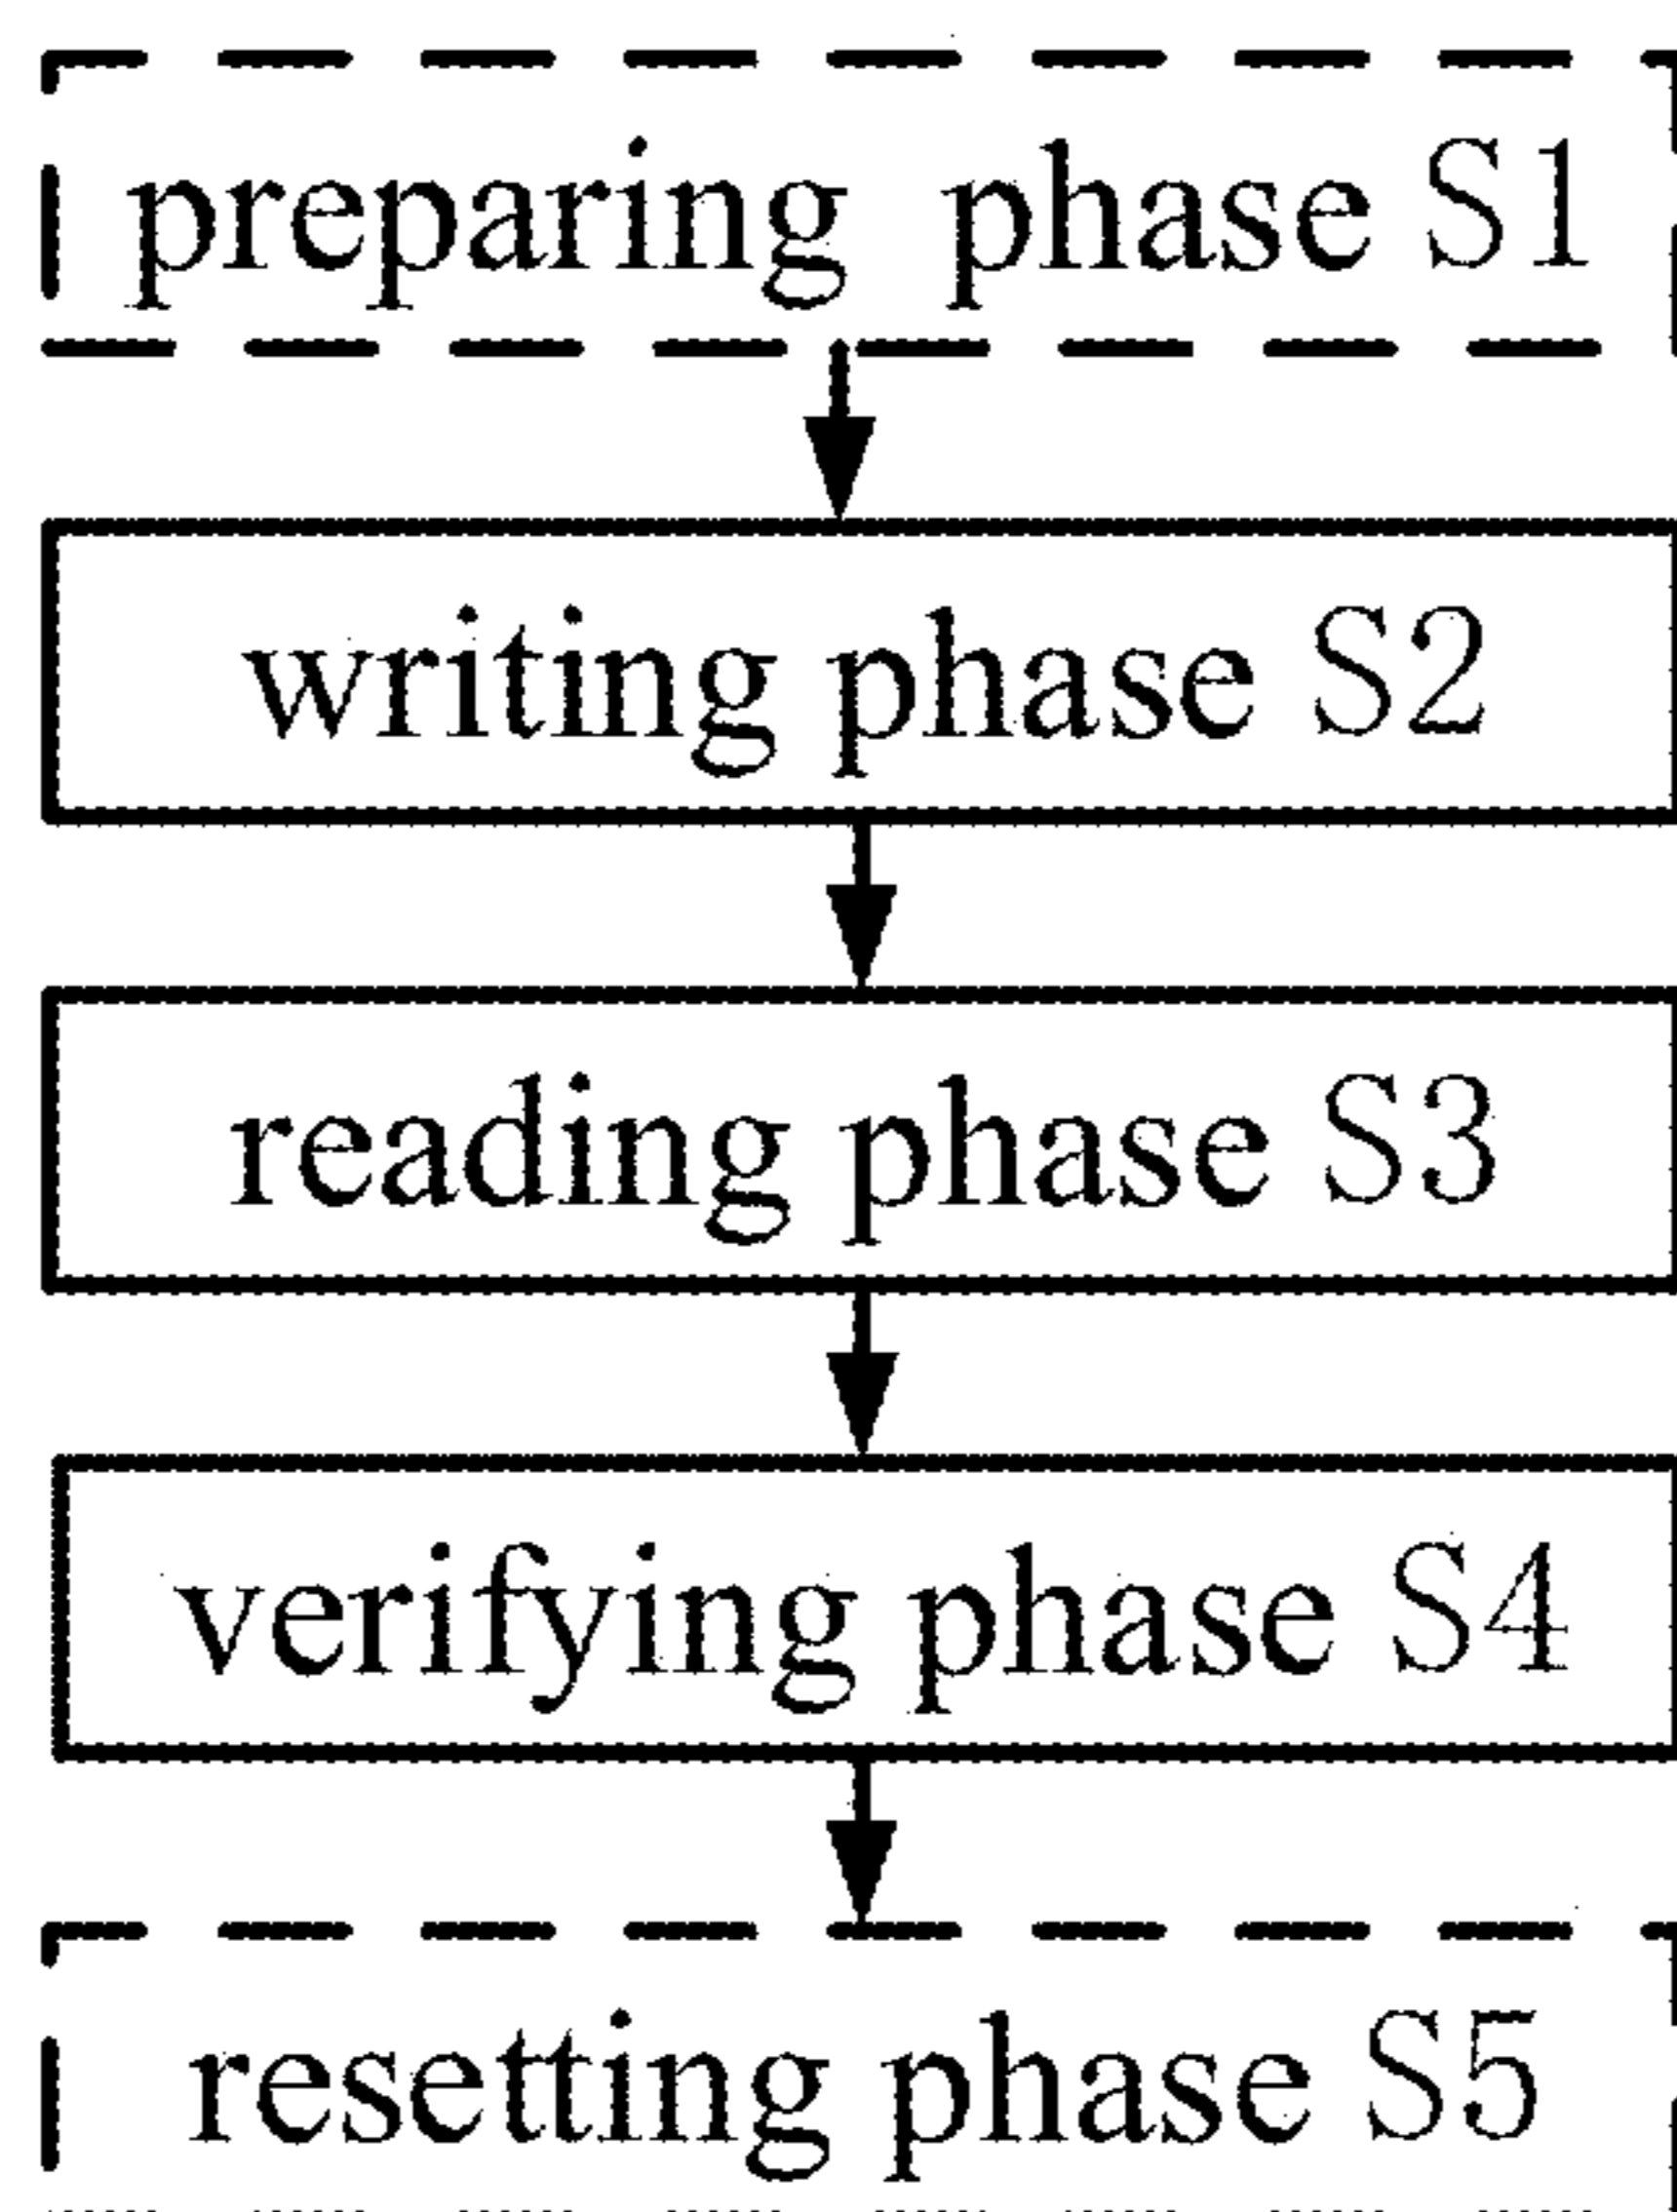 preparing phase S1
writing phase S2
reading phase S3
verifying phase S4
resetting phase S5